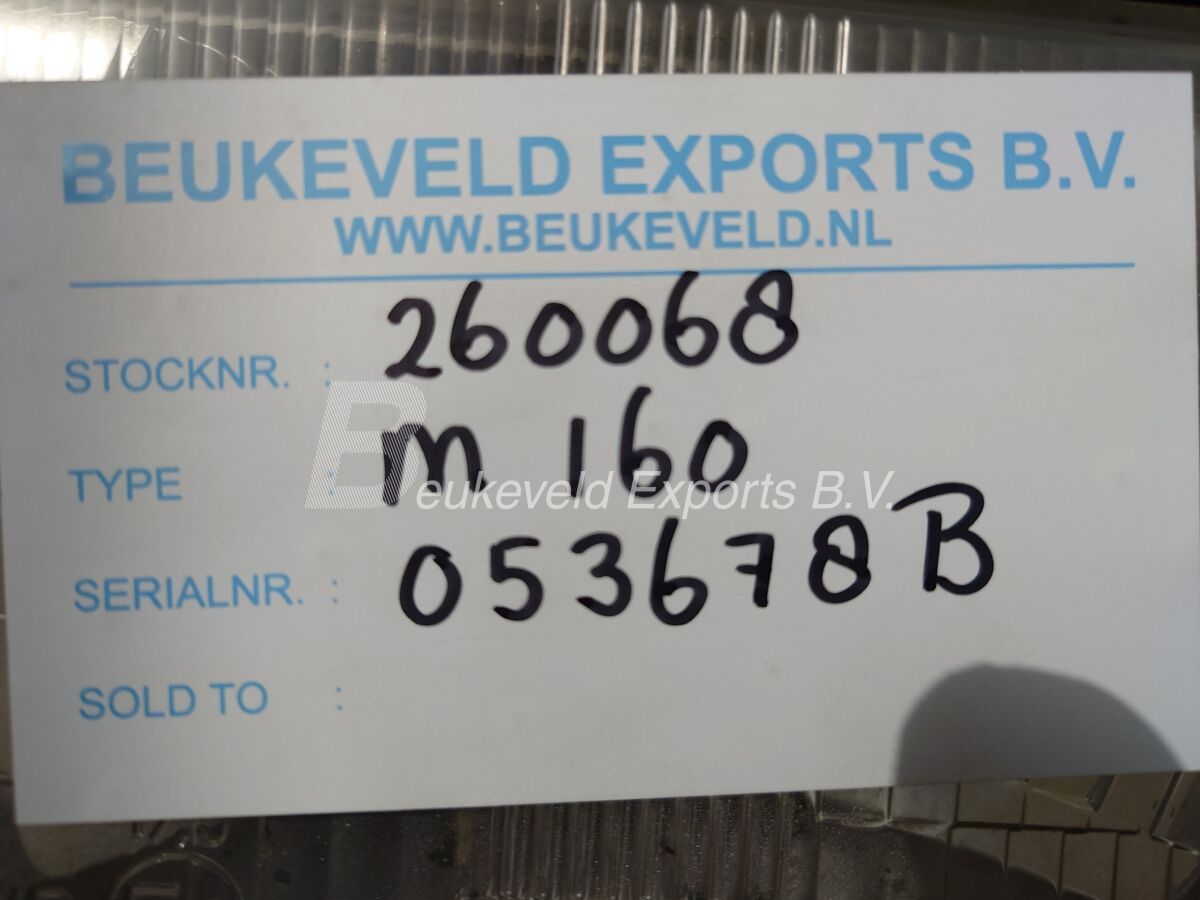 BEUKEVELD EXPORTS B.V.
WWW.BEUKEVELD.NL
STOCKNR. : 260068
TYPE : m 160
Beukeveld Exports B.V.
SERIALNR. : 053678B
SOLD TO :